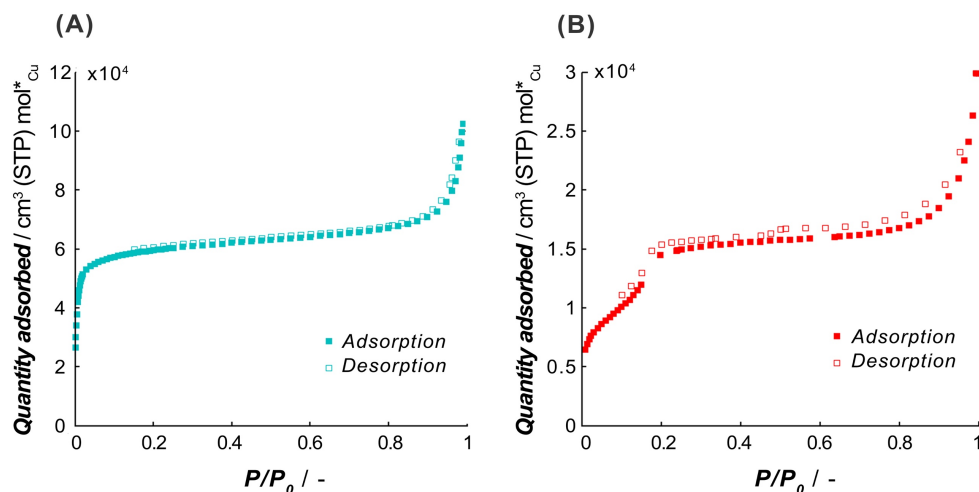 (A)
(B)
Quantity adsorbed / cm³ (STP) mol*Cu
x10⁴
12
10
8
6
4
2
0
0
0.2
0.4
0.6
0.8
1
Adsorption
Desorption
P/P0 / -
Quantity adsorbed / cm³ (STP) mol*Cu
x10⁴
3
2.5
2
1.5
1
0.5
0
0
0.2
0.4
0.6
0.8
1
Adsorption
Desorption
P/P0 / -